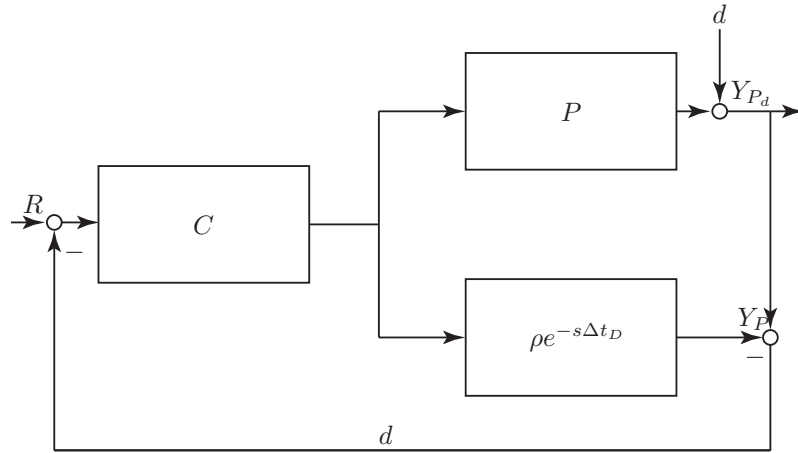 d
P
Y_{P_d}
R
C
−
ρe^{−sΔt_D}
Y_P
−
d